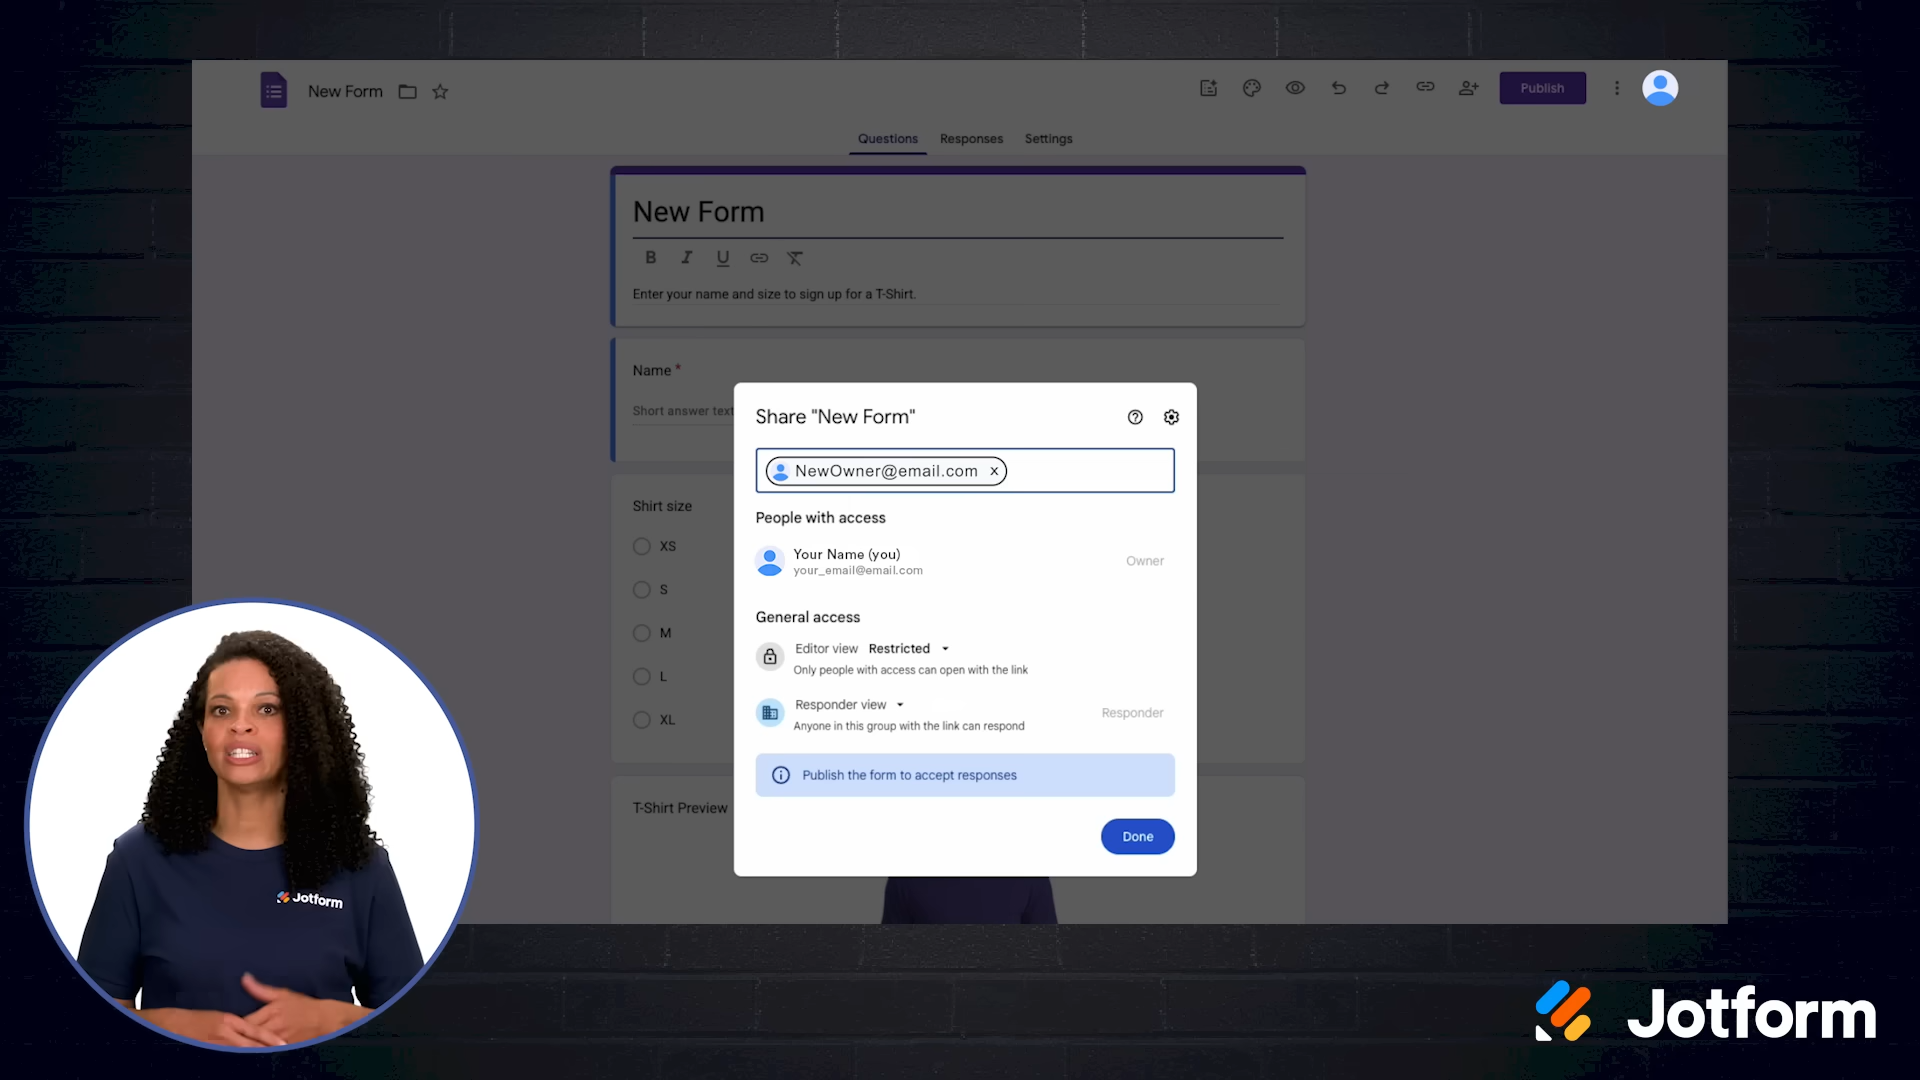 New Form
Publish
Questions
Responses
Settings
New Form
B I U
Enter your name and size to sign up for a T-Shirt.
Name *
Short answer text
Shirt size
XS
S
M
L
XL
T-Shirt Preview
Share "New Form"
NewOwner@email.com x
People with access
Your Name (you)
your_email@email.com
Owner
General access
Editor view Restricted
Only people with access can open with the link
Responder view
Anyone in this group with the link can respond
Responder
Publish the form to accept responses
Done
Jotform
Jotform